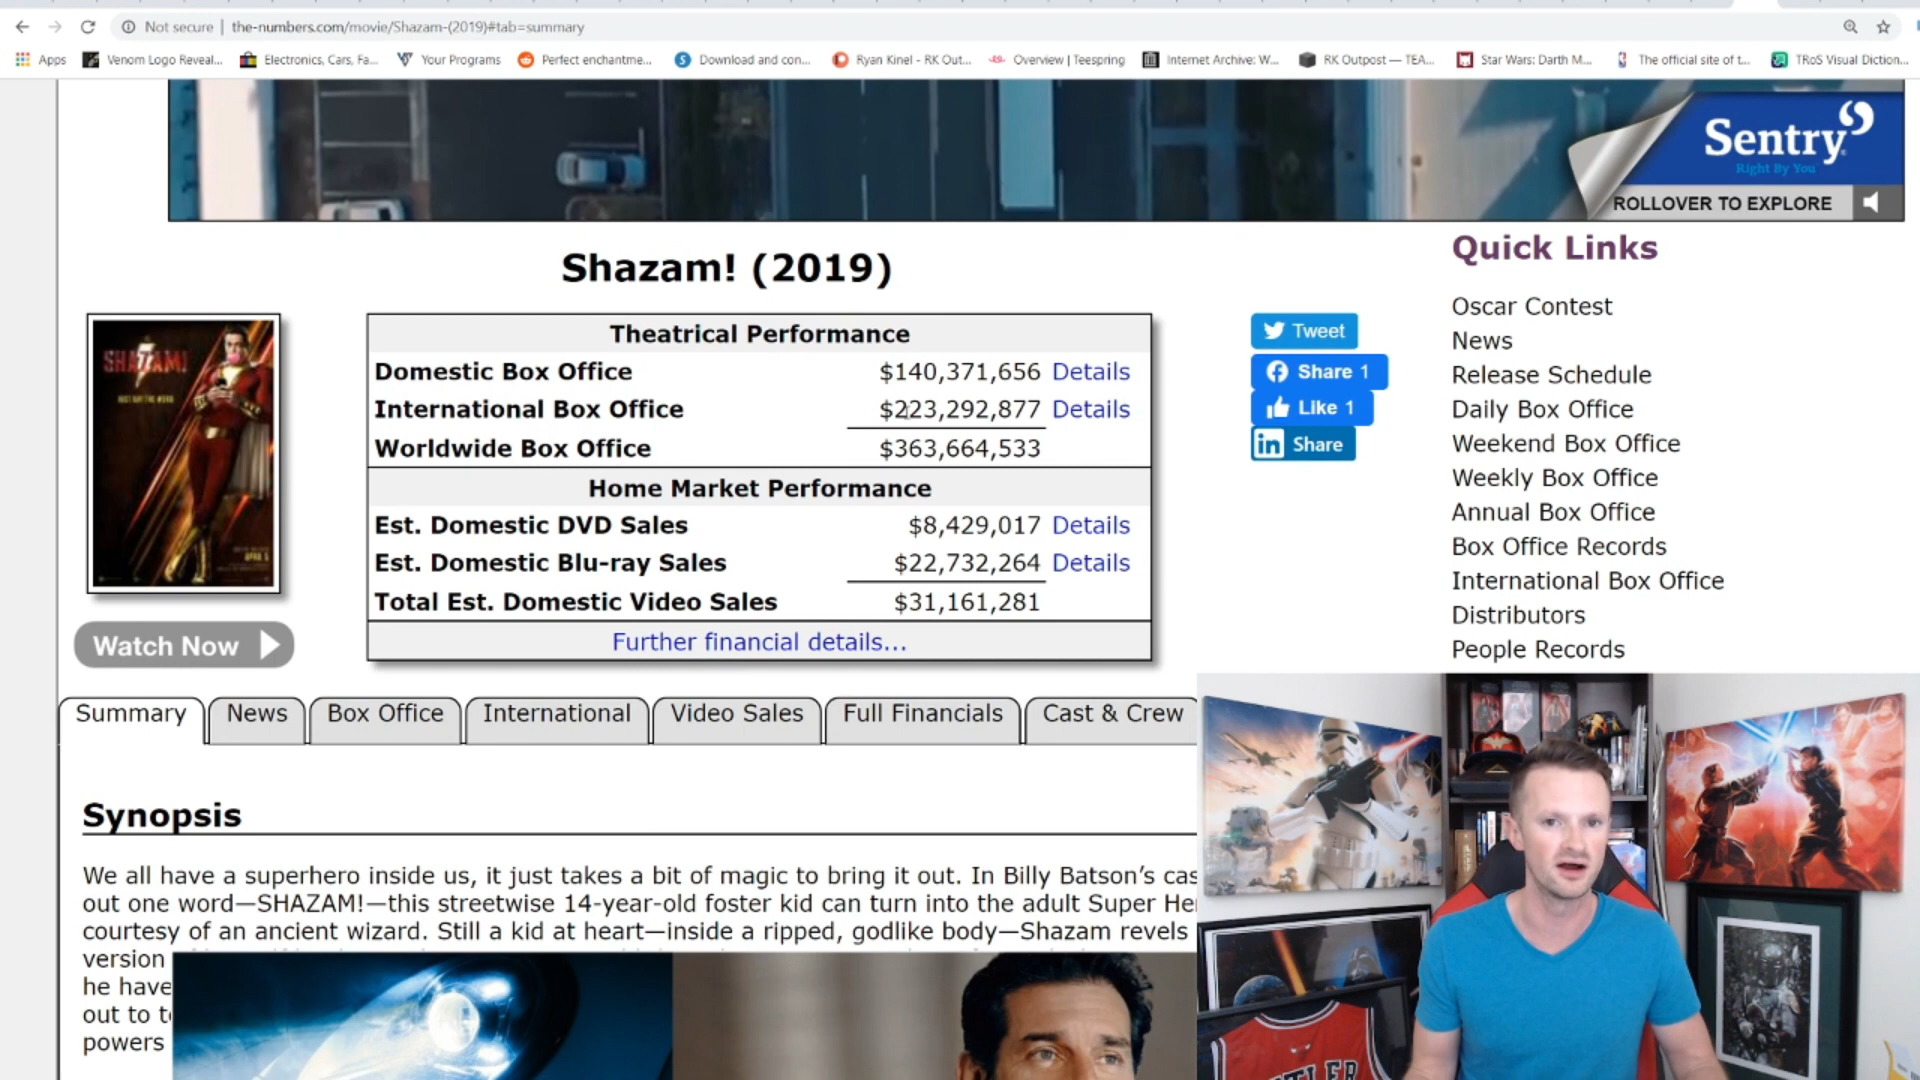 Not secure | the-numbers.com/movie/Shazam-(2019)#tab=summary
Apps Venom Logo Reveal... Electronics, Cars, Fa... Your Programs Perfect enchantme... Download and con... Ryan Kinel - RK Out... Overview | Teespring Internet Archive: W... RK Outpost — TEA... Star Wars: Darth M... The official site of t... TRoS Visual Diction...
Sentry
Right By You
ROLLOVER TO EXPLORE
Shazam! (2019)
SHAZAM!
Watch Now
Theatrical Performance
Domestic Box Office $140,371,656 Details
International Box Office $223,292,877 Details
Worldwide Box Office $363,664,533
Home Market Performance
Est. Domestic DVD Sales $8,429,017 Details
Est. Domestic Blu-ray Sales $22,732,264 Details
Total Est. Domestic Video Sales $31,161,281
Further financial details...
Tweet
Share 1
Like 1
in Share
Quick Links
Oscar Contest
News
Release Schedule
Daily Box Office
Weekend Box Office
Weekly Box Office
Annual Box Office
Box Office Records
International Box Office
Distributors
People Records
Summary News Box Office International Video Sales Full Financials Cast & Crew
Synopsis
We all have a superhero inside us, it just takes a bit of magic to bring it out. In Billy Batson's cas
out one word—SHAZAM!—this streetwise 14-year-old foster kid can turn into the adult Super He
courtesy of an ancient wizard. Still a kid at heart—inside a ripped, godlike body—Shazam revels
version
he have
out to t
powers